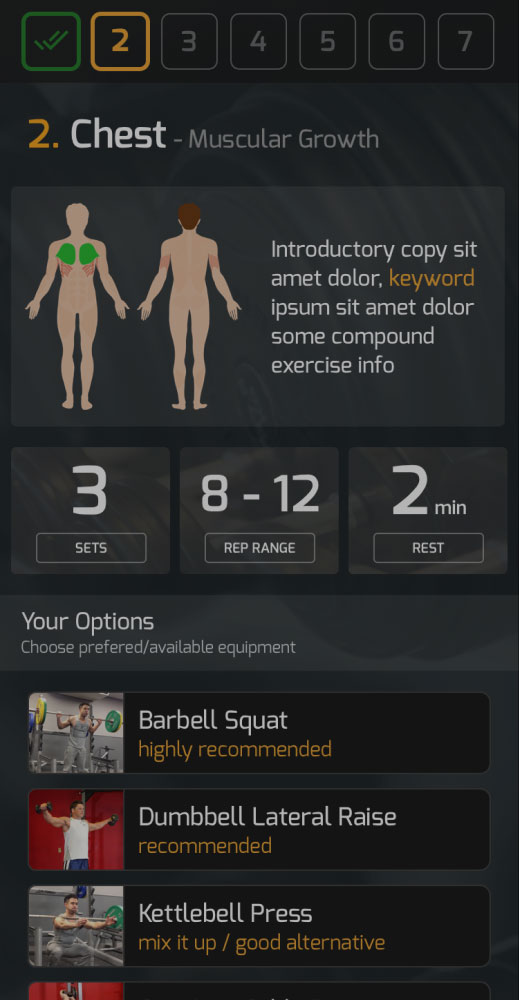 2 3 4 5 6 7
2. Chest - Muscular Growth
Introductory copy sit
amet dolor, keyword
ipsum sit amet dolor
some compound
exercise info
3 8 - 12 2 min
SETS REP RANGE REST
Your Options
Choose prefered/available equipment
Barbell Squat
highly recommended
Dumbbell Lateral Raise
recommended
Kettlebell Press
mix it up / good alternative